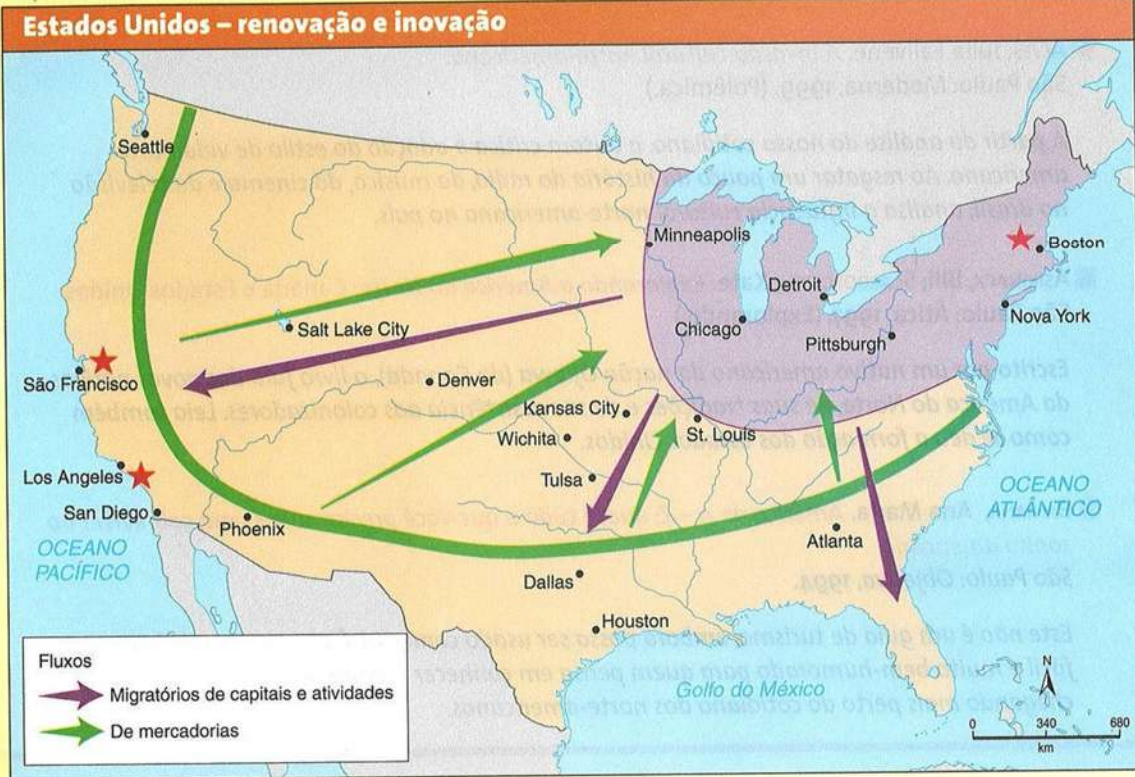 Estados Unidos – renovação e inovação
Seattle
Minneapolis
Boston
Detroit
Salt Lake City
Nova York
Chicago
Pittsburgh
São Francisco
Denver
Kansas City
Wichita
St. Louis
Los Angeles
Tulsa
San Diego
Phoenix
OCEANO
ATLÂNTICO
OCEANO
PACÍFICO
Atlanta
Dallas
Houston
Golfo do México
Fluxos
Migratórios de capitais e atividades
De mercadorias
N
0 340 680
km